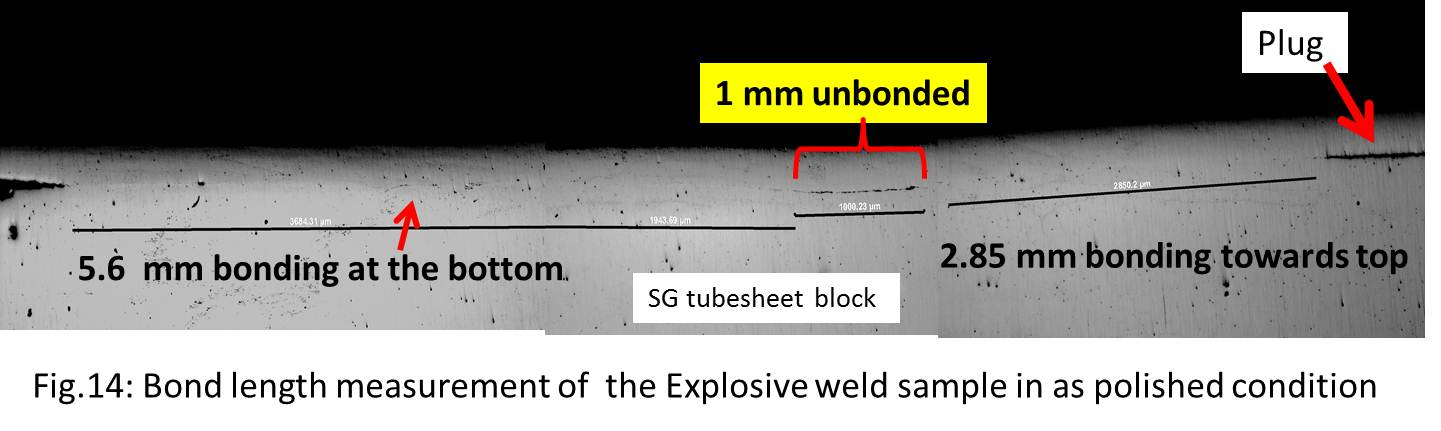 Plug
1 mm unbonded
2850.2 µm
1000.23 µm
3684.31 µm
1943.69 µm
5.6 mm bonding at the bottom
2.85 mm bonding towards top
SG tubesheet block
Fig.14: Bond length measurement of the Explosive weld sample in as polished condition